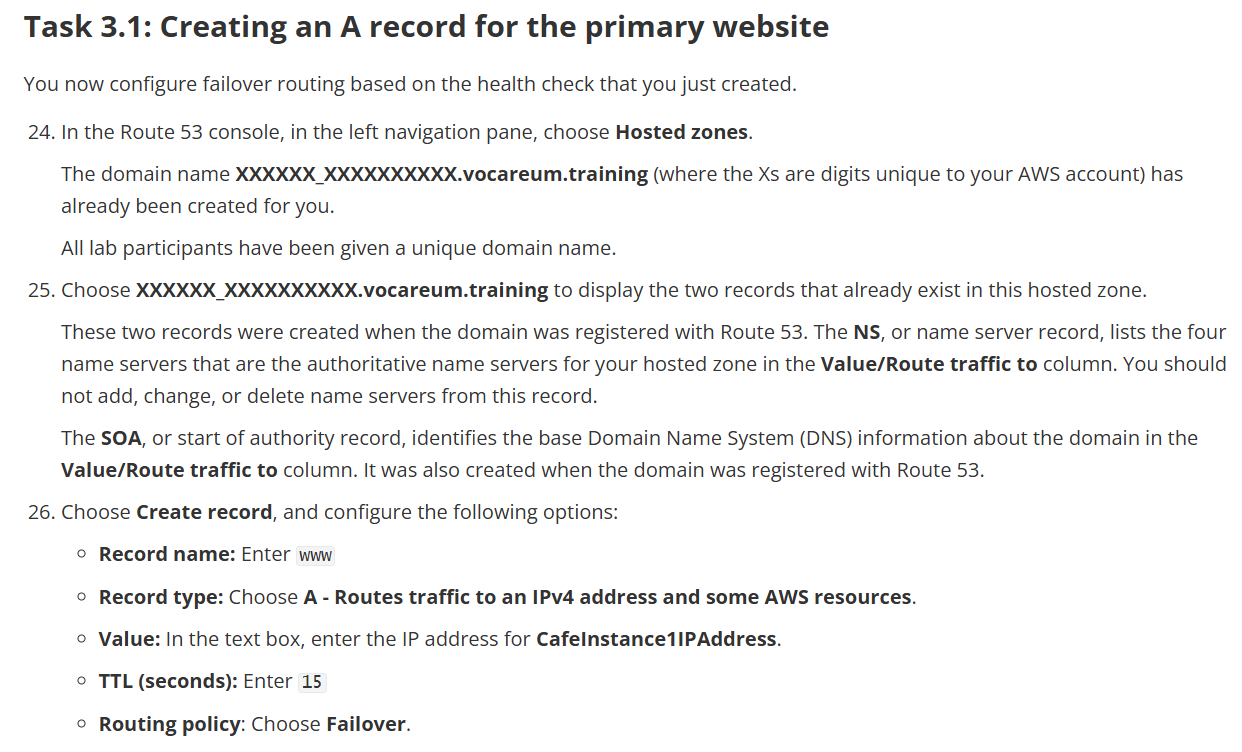 Task 3.1: Creating an A record for the primary website
You now configure failover routing based on the health check that you just created.
24. In the Route 53 console, in the left navigation pane, choose Hosted zones.
The domain name XXXXXX_XXXXXXXXXX.vocareum.training (where the Xs are digits unique to your AWS account) has
already been created for you.
All lab participants have been given a unique domain name.
25. Choose XXXXXX_XXXXXXXXXX.vocareum.training to display the two records that already exist in this hosted zone.
These two records were created when the domain was registered with Route 53. The NS, or name server record, lists the four
name servers that are the authoritative name servers for your hosted zone in the Value/Route traffic to column. You should
not add, change, or delete name servers from this record.
The SOA, or start of authority record, identifies the base Domain Name System (DNS) information about the domain in the
Value/Route traffic to column. It was also created when the domain was registered with Route 53.
26. Choose Create record, and configure the following options:
○ Record name: Enter www
○ Record type: Choose A - Routes traffic to an IPv4 address and some AWS resources.
○ Value: In the text box, enter the IP address for CafeInstance1IPAddress.
○ TTL (seconds): Enter 15
○ Routing policy: Choose Failover.